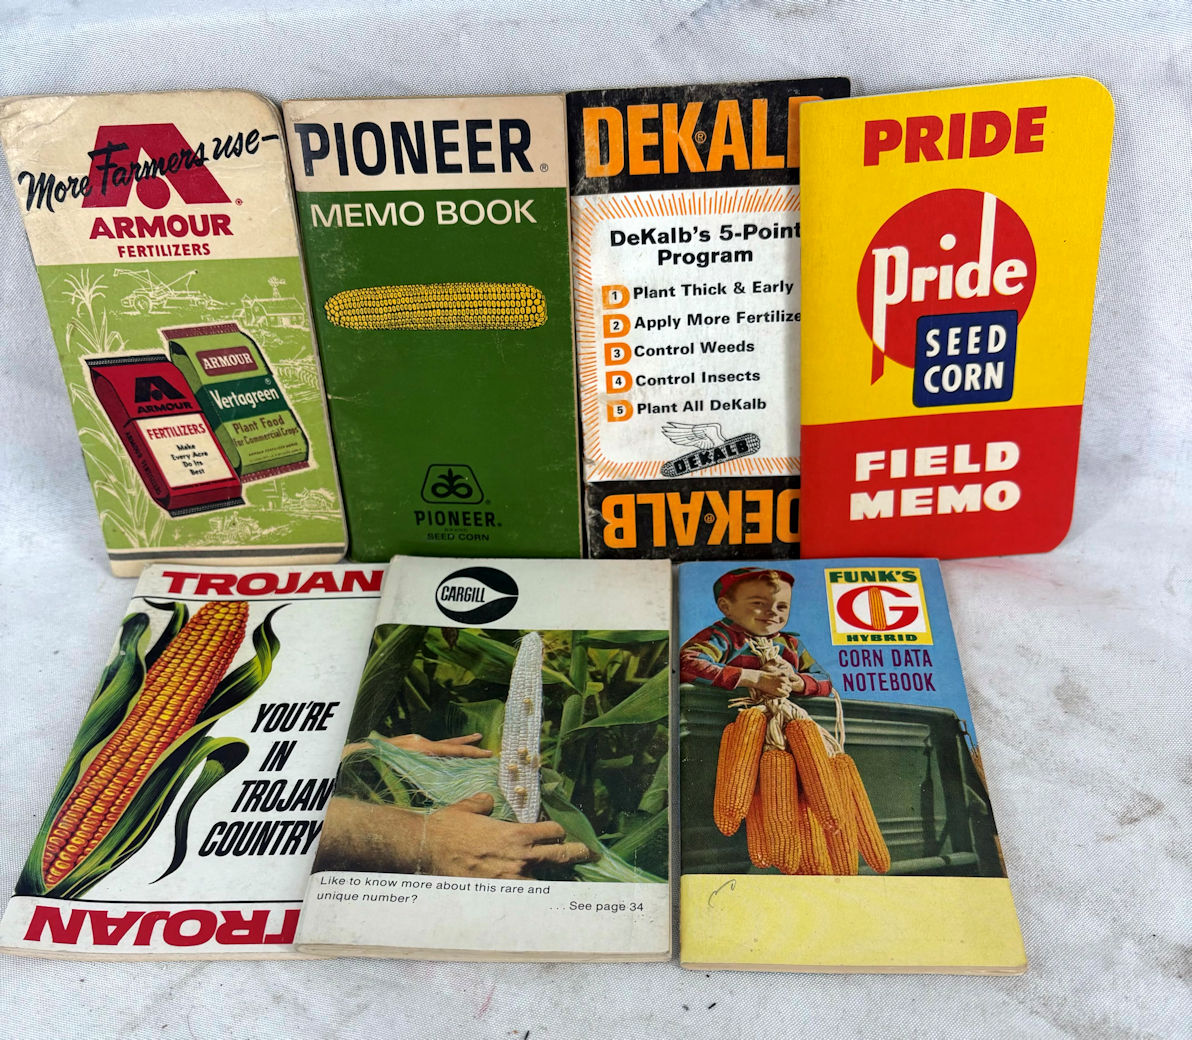 More Farmers use-
ARMOUR
FERTILIZERS
ARMOUR
FERTILIZERS
Make
Every Acre
Do Its
Best
ARMOUR
Vertagreen®
Plant Food
for Commercial Crops
PIONEER®
MEMO BOOK
PIONEER®
BRAND
SEED CORN
DEKALB
DeKalb's 5-Point
Program
1 Plant Thick & Early
2 Apply More Fertilize
3 Control Weeds
4 Control Insects
5 Plant All DeKalb
DEKALB
DEKALB
PRIDE
pride
SEED
CORN
FIELD
MEMO
TROJAN
YOU'RE
IN
TROJAN
COUNTRY
TROJAN
CARGILL
Like to know more about this rare and
unique number?
...See page 34
FUNK'S
G
HYBRID
CORN DATA
NOTEBOOK